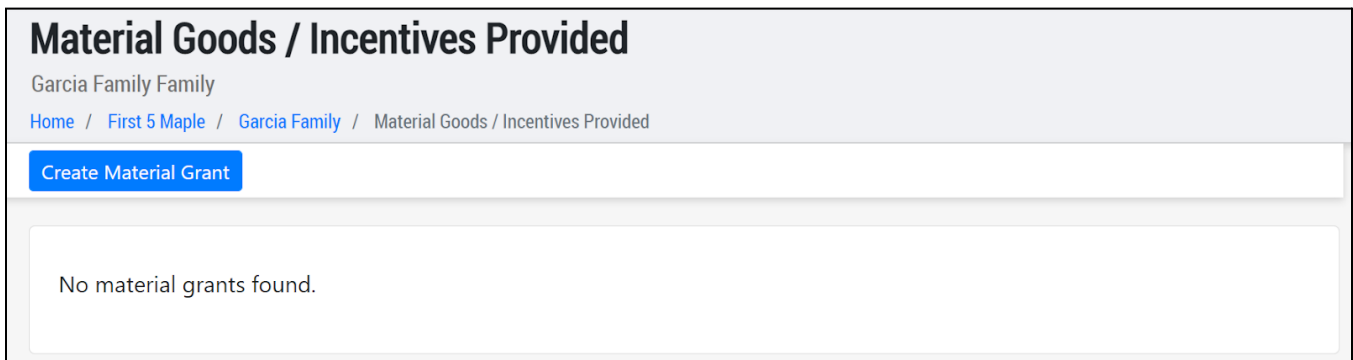 Material Goods / Incentives Provided
Garcia Family Family
Home / First 5 Maple / Garcia Family / Material Goods / Incentives Provided
Create Material Grant
No material grants found.